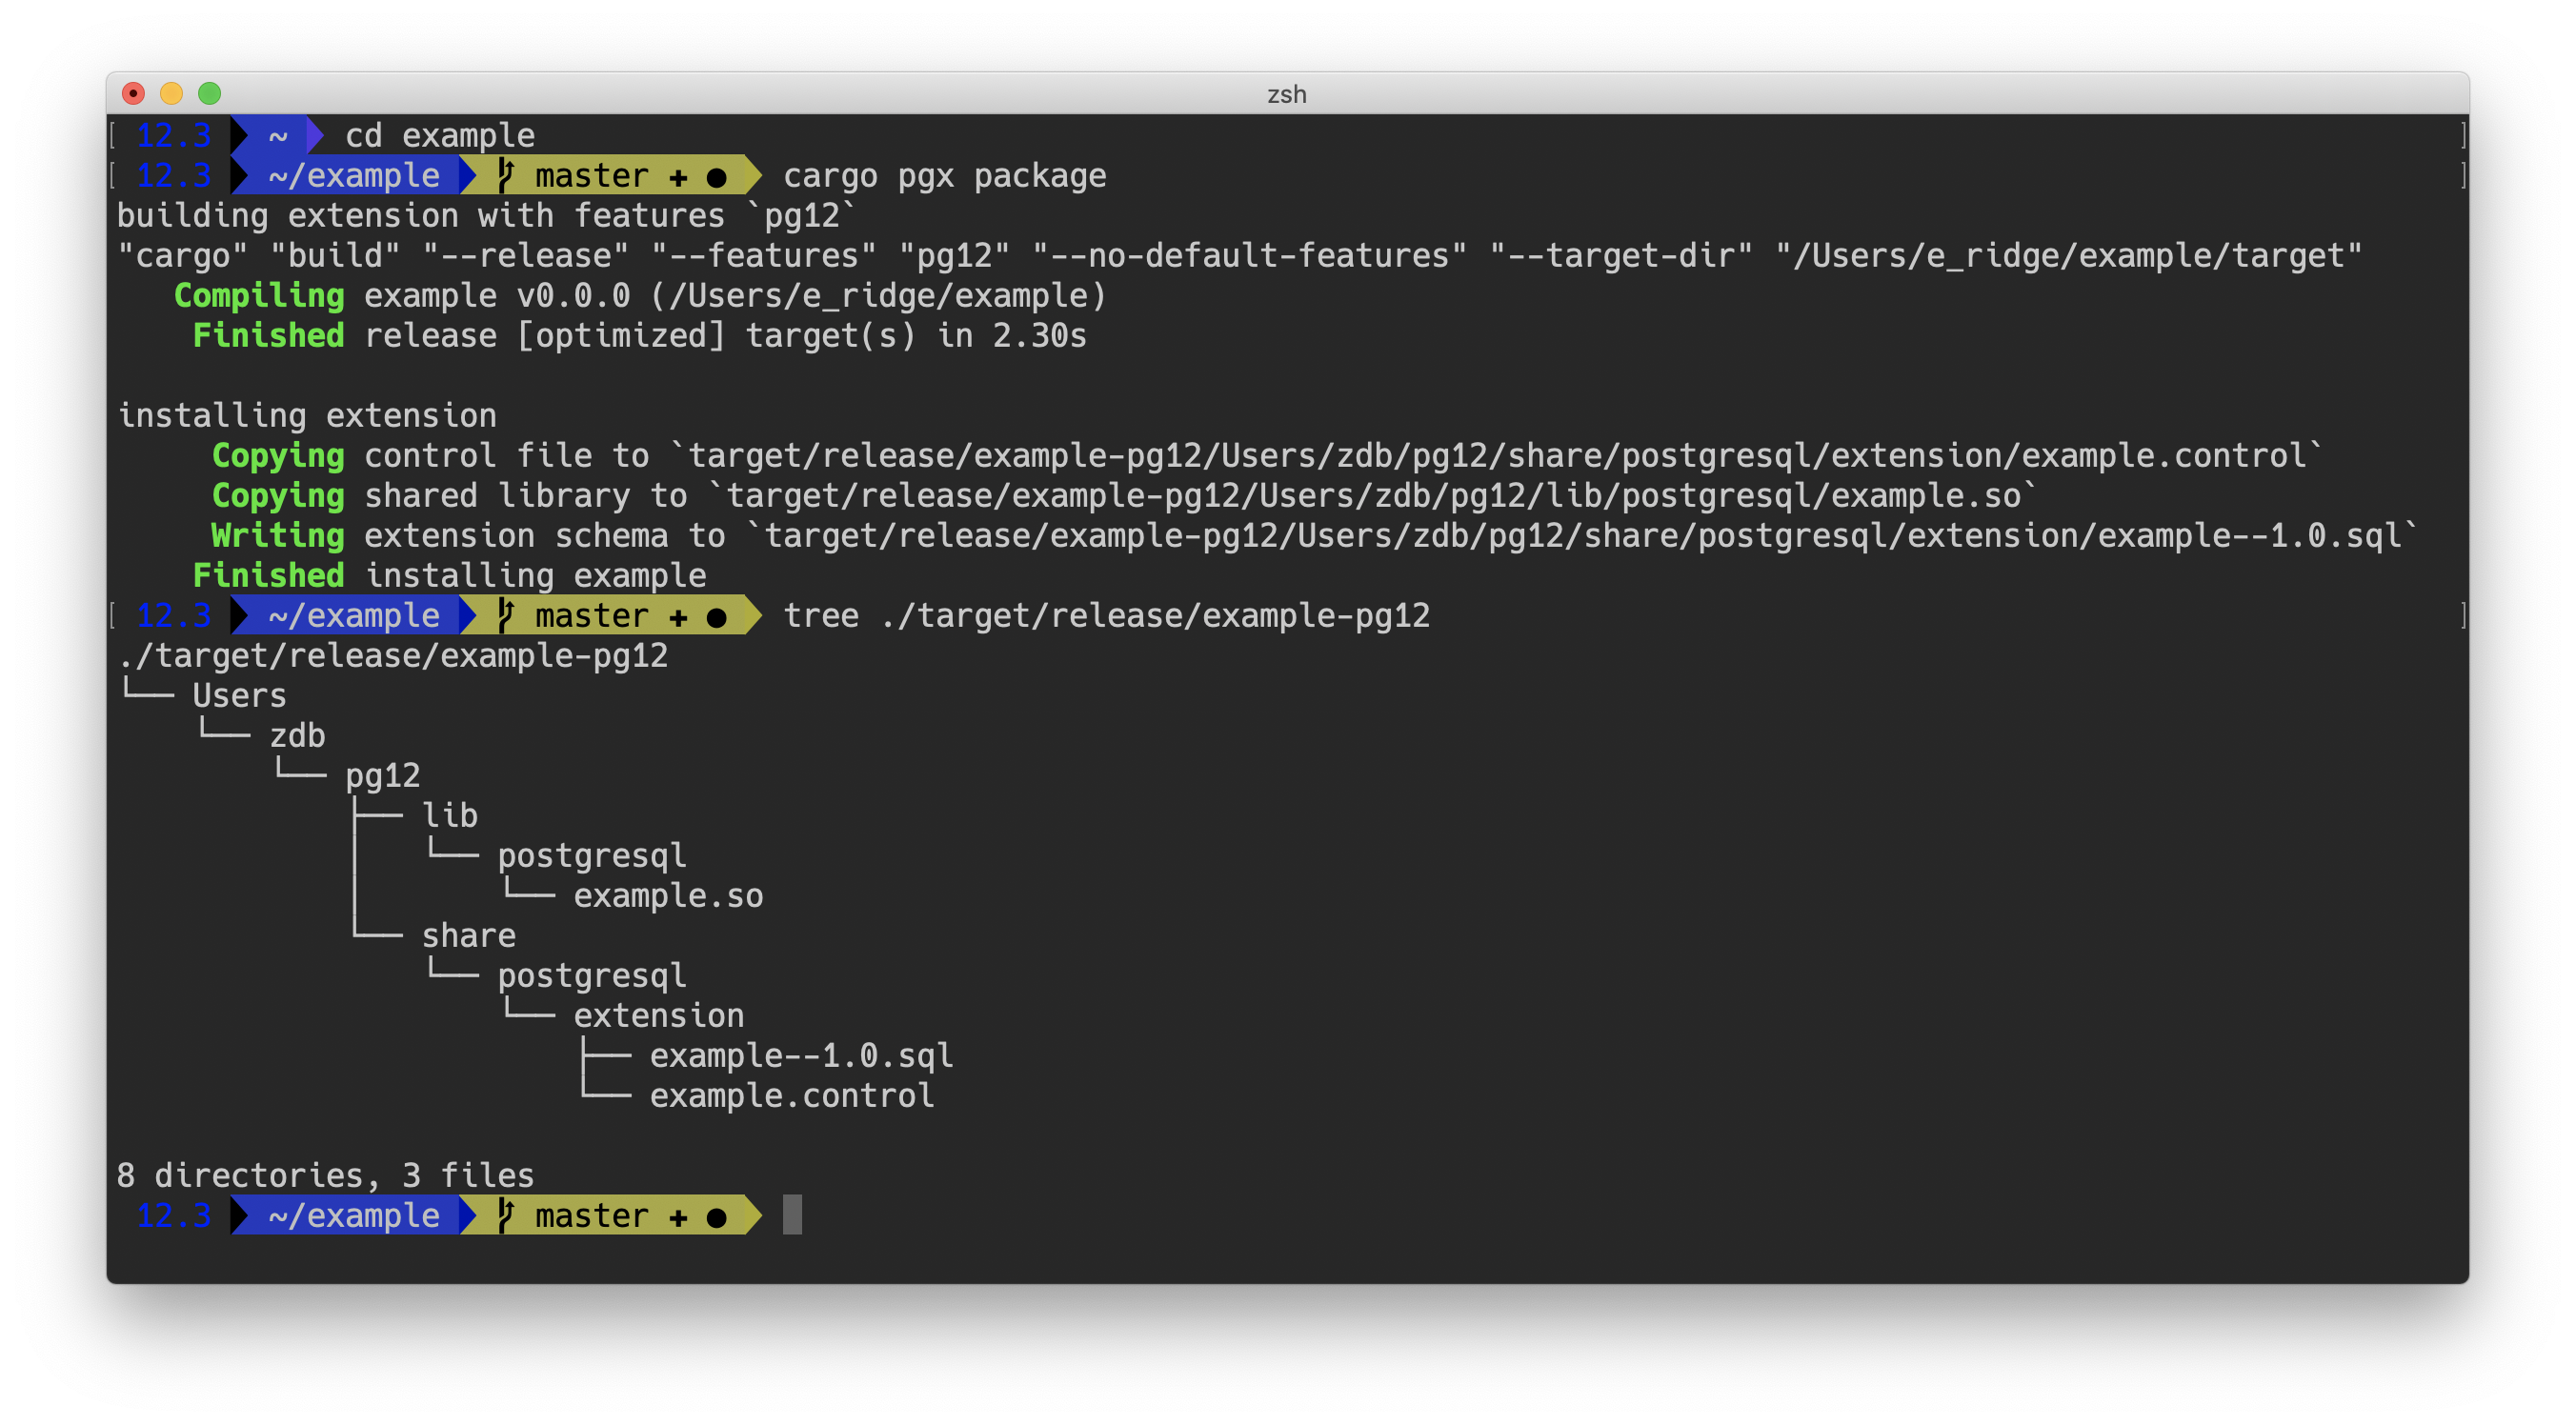 zsh
[ 12.3 ~ cd example ]
[ 12.3 ~/example master ✚ ● cargo pgx package ]
building extension with features `pg12`
"cargo" "build" "--release" "--features" "pg12" "--no-default-features" "--target-dir" "/Users/e_ridge/example/target"
   Compiling example v0.0.0 (/Users/e_ridge/example)
    Finished release [optimized] target(s) in 2.30s

installing extension
     Copying control file to `target/release/example-pg12/Users/zdb/pg12/share/postgresql/extension/example.control`
     Copying shared library to `target/release/example-pg12/Users/zdb/pg12/lib/postgresql/example.so`
     Writing extension schema to `target/release/example-pg12/Users/zdb/pg12/share/postgresql/extension/example--1.0.sql`
    Finished installing example
[ 12.3 ~/example master ✚ ● tree ./target/release/example-pg12 ]
./target/release/example-pg12
└── Users
    └── zdb
        └── pg12
            ├── lib
            │   └── postgresql
            │       └── example.so
            └── share
                └── postgresql
                    └── extension
                        ├── example--1.0.sql
                        └── example.control

8 directories, 3 files
12.3 ~/example master ✚ ●